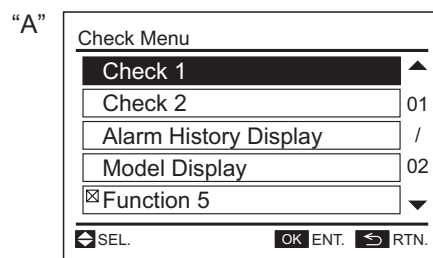 “A”
Check Menu
Check 1
Check 2
01
Alarm History Display
/
Model Display
02
Function 5
SEL. OK ENT. RTN.